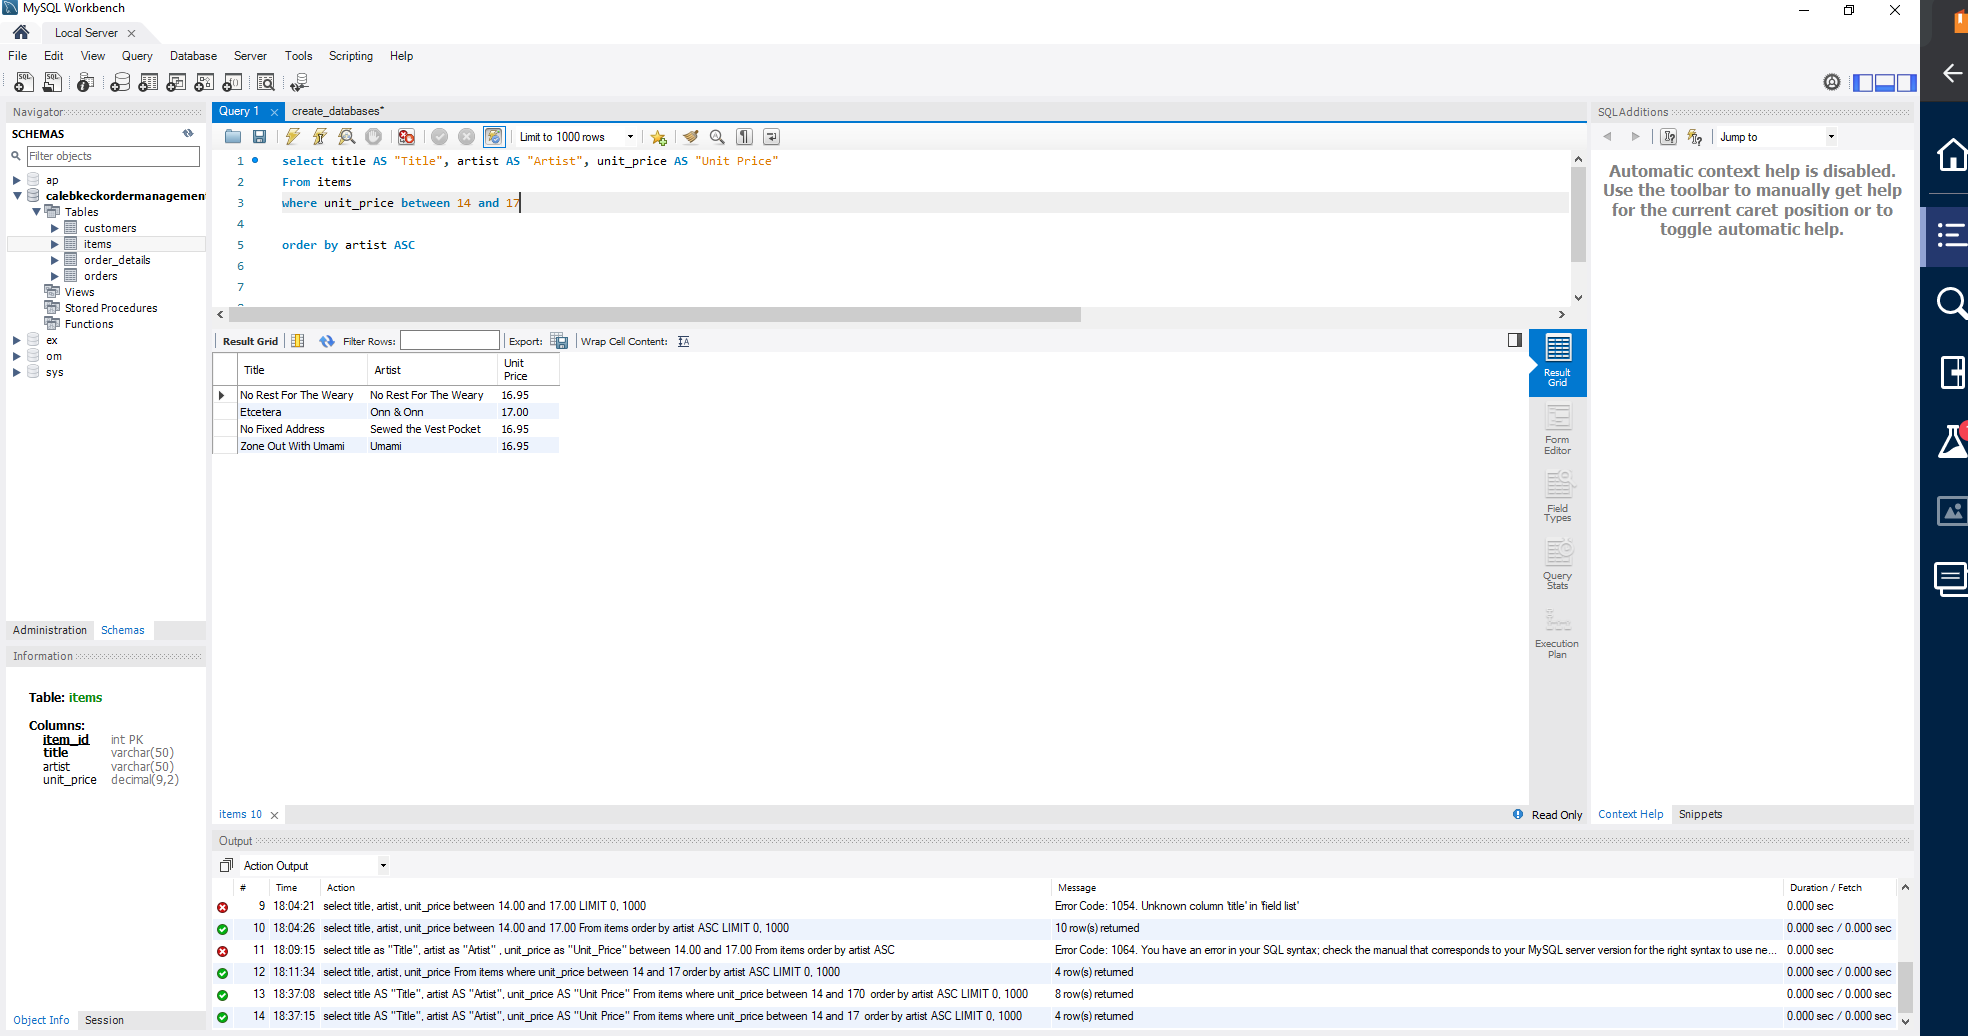 MySQL Workbench
Local Server
File Edit View Query Database Server Tools Scripting Help
Navigator
SCHEMAS
Filter objects
ap
calebkeckordermanagemen
Tables
customers
items
order_details
orders
Views
Stored Procedures
Functions
ex
om
sys
Administration Schemas
Information
Table: items
Columns:
item_id int PK
title varchar(50)
artist varchar(50)
unit_price decimal(9,2)
Object Info Session
Query 1 create_databases*
Limit to 1000 rows
1 select title AS "Title", artist AS "Artist", unit_price AS "Unit Price"
2 From items
3 where unit_price between 14 and 17
4
5 order by artist ASC
6
7
Result Grid Filter Rows: Export: Wrap Cell Content:
Title Artist Unit Price
No Rest For The Weary No Rest For The Weary 16.95
Etcetera Onn & Onn 17.00
No Fixed Address Sewed the Vest Pocket 16.95
Zone Out With Umami Umami 16.95
Result Grid
Form Editor
Field Types
Query Stats
Execution Plan
items 10 Read Only
SQLAdditions
Jump to
Automatic context help is disabled.
Use the toolbar to manually get help
for the current caret position or to
toggle automatic help.
Context Help Snippets
Output
Action Output
# Time Action Message Duration / Fetch
9 18:04:21 select title, artist, unit_price between 14.00 and 17.00 LIMIT 0, 1000 Error Code: 1054. Unknown column 'title' in 'field list' 0.000 sec
10 18:04:26 select title, artist, unit_price between 14.00 and 17.00 From items order by artist ASC LIMIT 0, 1000 10 row(s) returned 0.000 sec / 0.000 sec
11 18:09:15 select title as "Title", artist as "Artist" , unit_price as "Unit_Price" between 14.00 and 17.00 From items order by artist ASC Error Code: 1064. You have an error in your SQL syntax; check the manual that corresponds to your MySQL server version for the right syntax to use ne... 0.000 sec
12 18:11:34 select title, artist, unit_price From items where unit_price between 14 and 17 order by artist ASC LIMIT 0, 1000 4 row(s) returned 0.000 sec / 0.000 sec
13 18:37:08 select title AS "Title", artist AS "Artist", unit_price AS "Unit Price" From items where unit_price between 14 and 170 order by artist ASC LIMIT 0, 1000 8 row(s) returned 0.000 sec / 0.000 sec
14 18:37:15 select title AS "Title", artist AS "Artist", unit_price AS "Unit Price" From items where unit_price between 14 and 17 order by artist ASC LIMIT 0, 1000 4 row(s) returned 0.000 sec / 0.000 sec